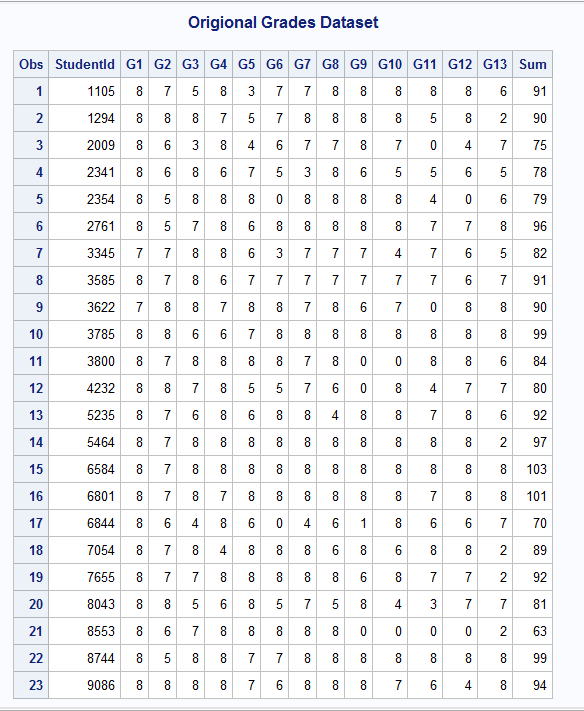 Origional Grades Dataset
Obs StudentId G1 G2 G3 G4 G5 G6 G7 G8 G9 G10 G11 G12 G13 Sum
1 1105 8 7 5 8 3 7 7 8 8 8 8 8 6 91
2 1294 8 8 8 7 5 7 8 8 8 8 5 8 2 90
3 2009 8 6 3 8 4 6 7 7 8 7 0 4 7 75
4 2341 8 6 8 6 7 5 3 8 6 5 5 6 5 78
5 2354 8 5 8 8 8 0 8 8 8 8 4 0 6 79
6 2761 8 5 7 8 6 8 8 8 8 8 7 7 8 96
7 3345 7 7 8 8 6 3 7 7 7 4 7 6 5 82
8 3585 8 7 8 6 7 7 7 7 7 7 7 6 7 91
9 3622 7 8 8 7 8 8 7 8 6 7 0 8 8 90
10 3785 8 8 6 6 7 8 8 8 8 8 8 8 8 99
11 3800 8 7 8 8 8 8 7 8 0 0 8 8 6 84
12 4232 8 8 7 8 5 5 7 6 0 8 4 7 7 80
13 5235 8 7 6 8 6 8 8 4 8 8 7 8 6 92
14 5464 8 7 8 8 8 8 8 8 8 8 8 8 2 97
15 6584 8 7 8 8 8 8 8 8 8 8 8 8 8 103
16 6801 8 7 8 7 8 8 8 8 8 8 7 8 8 101
17 6844 8 6 4 8 6 0 4 6 1 8 6 6 7 70
18 7054 8 7 8 4 8 8 8 6 8 6 8 8 2 89
19 7655 8 7 7 8 8 8 8 8 6 8 7 7 2 92
20 8043 8 8 5 6 8 5 7 5 8 4 3 7 7 81
21 8553 8 6 7 8 8 8 8 8 0 0 0 0 2 63
22 8744 8 5 8 8 7 7 8 8 8 8 8 8 8 99
23 9086 8 8 8 8 7 6 8 8 8 7 6 4 8 94